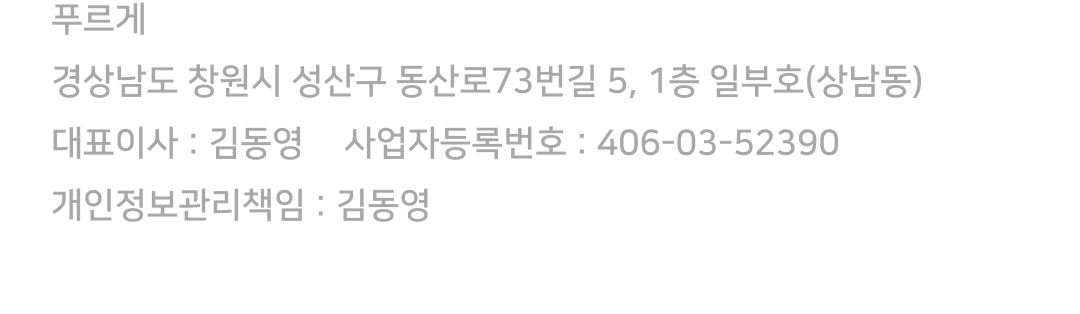 푸르게
경상남도 창원시 성산구 동산로73번길 5, 1층 일부호(상남동)
대표이사 : 김동영 사업자등록번호 : 406-03-52390
개인정보관리책임 : 김동영